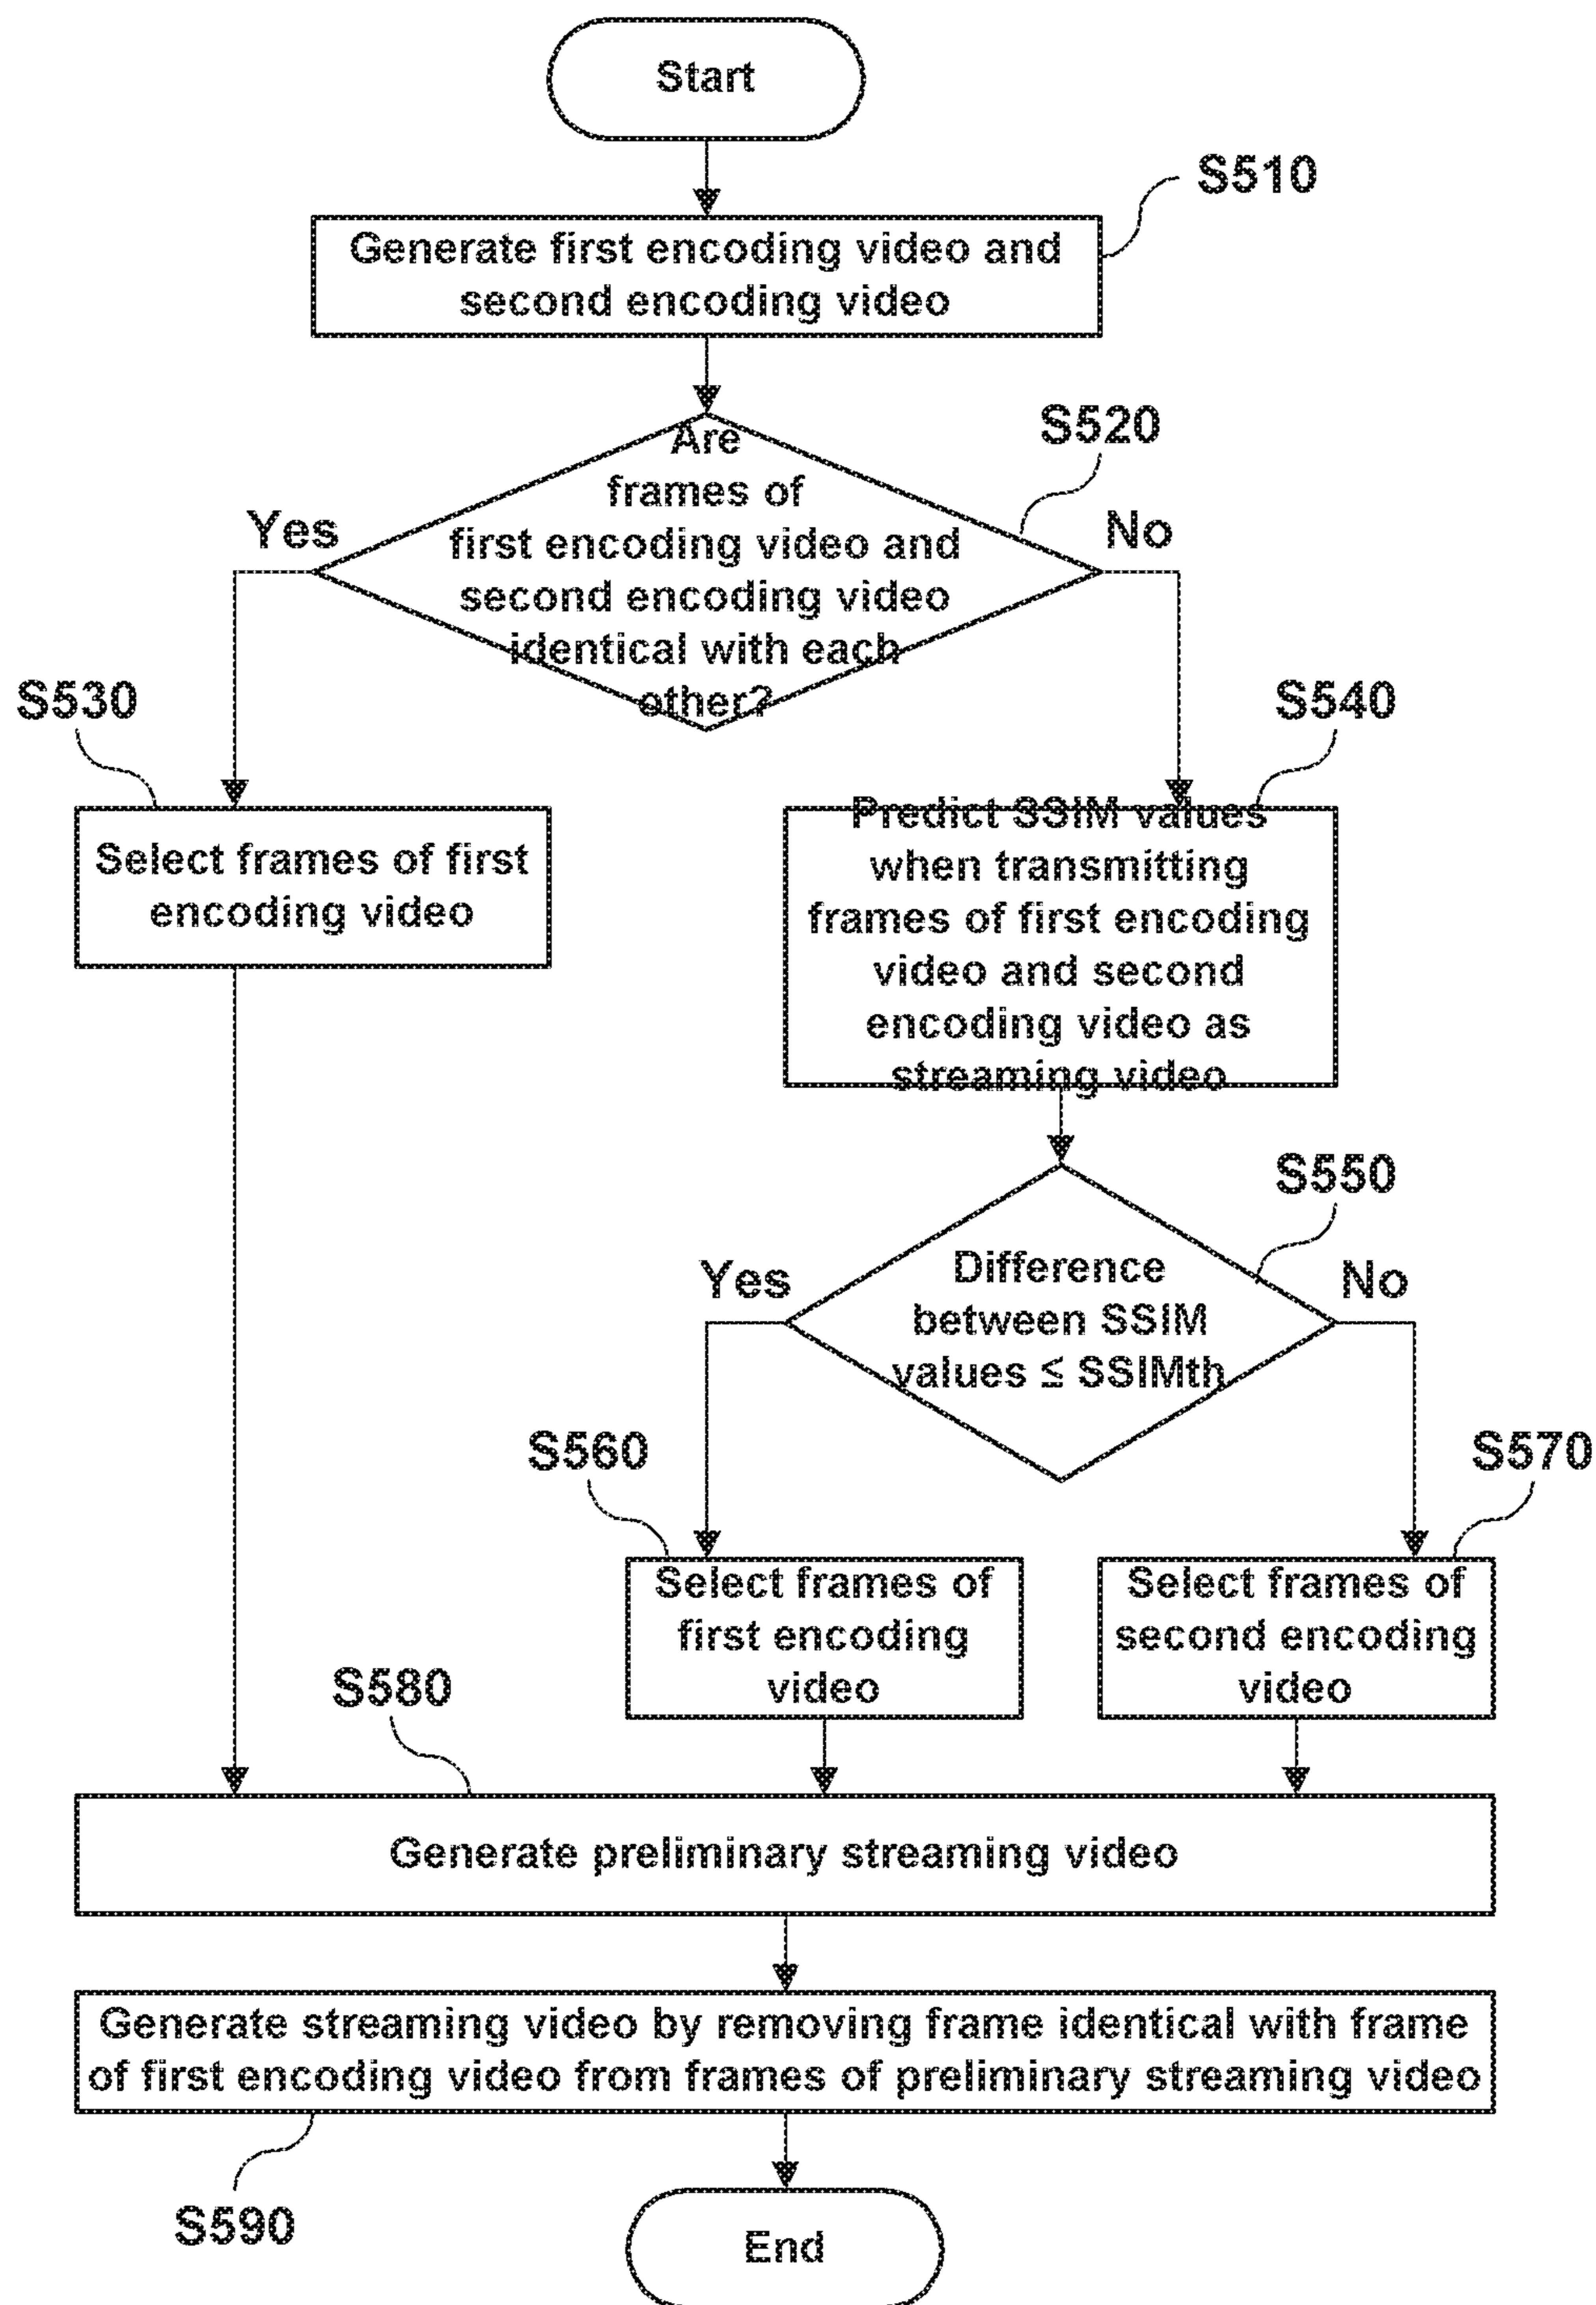 Start
S510
Generate first encoding video and
second encoding video
S520
Are
frames of
first encoding video and
second encoding video
identical with each
other?
Yes
No
S530
Select frames of first
encoding video
S540
Predict SSIM values
when transmitting
frames of first encoding
video and second
encoding video as
streaming video
S550
Difference
between SSIM
values ≤ SSIMth
Yes
No
S560
Select frames of
first encoding
video
S570
Select frames of
second encoding
video
S580
Generate preliminary streaming video
Generate streaming video by removing frame identical with frame
of first encoding video from frames of preliminary streaming video
S590
End